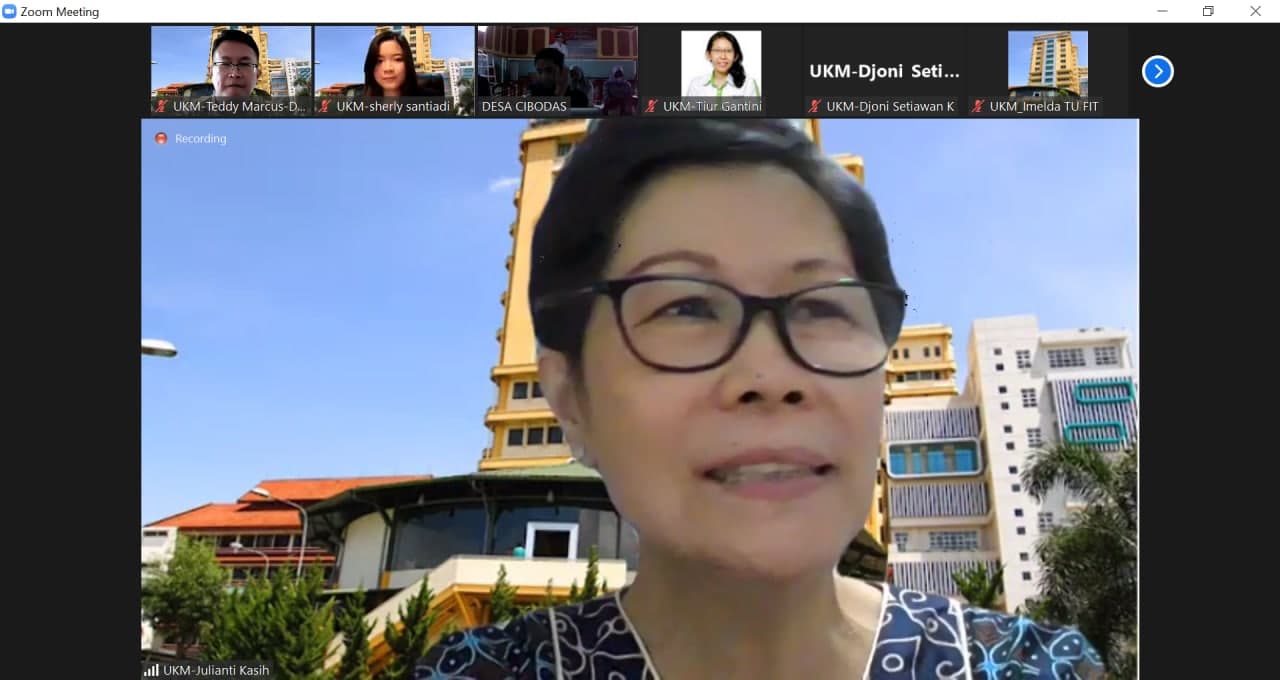 Zoom Meeting
UKM-Teddy Marcus-D...
UKM-sherly santiadi
DESA CIBODAS
UKM-Tiur Gantini
UKM-Djoni Seti...
UKM-Djoni Setiawan K
UKM_Imelda TU FIT
Recording
UKM-Julianti Kasih